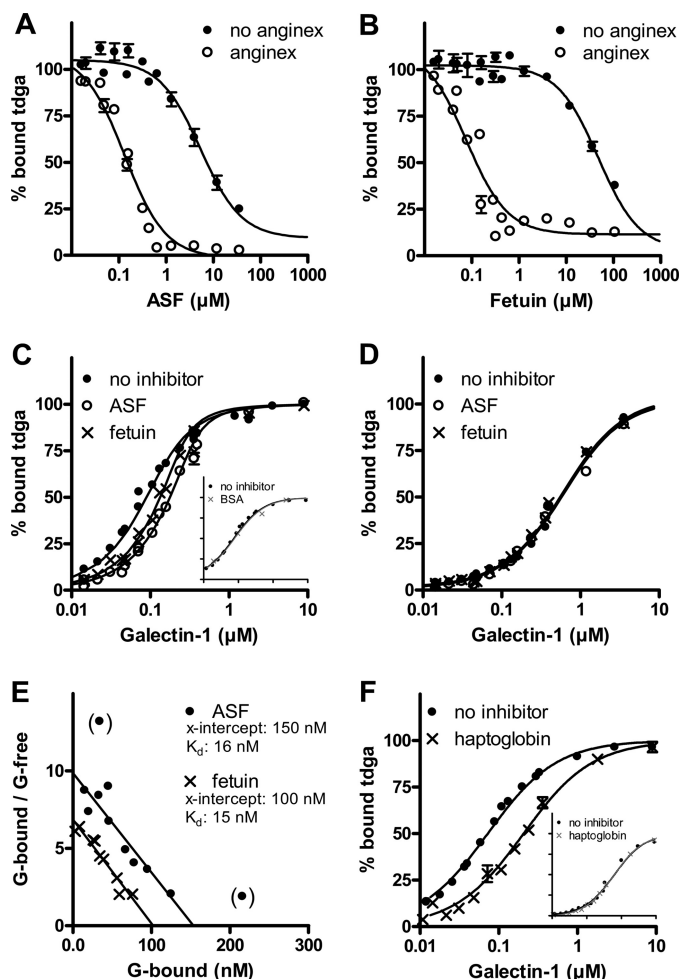 A
no anginex
anginex
% bound tdga
100
75
50
25
0
0.1 1 10 100 1000
ASF (µM)
B
no anginex
anginex
% bound tdga
100
75
50
25
0
0.1 1 10 100 1000
Fetuin (µM)
C
no inhibitor
ASF
fetuin
% bound tdga
100
75
50
25
0
no inhibitor
BSA
0.01 0.1 1 10
Galectin-1 (µM)
D
no inhibitor
ASF
fetuin
% bound tdga
100
75
50
25
0
0.01 0.1 1 10
Galectin-1 (µM)
E
ASF
x-intercept: 150 nM
Kd: 16 nM
fetuin
x-intercept: 100 nM
Kd: 15 nM
( )
( )
G-bound / G-free
10
5
0
0.0 100 200 300
G-bound (nM)
F
no inhibitor
haptoglobin
% bound tdga
100
75
50
25
0
no inhibitor
haptoglobin
0.01 0.1 1 10
Galectin-1 (µM)